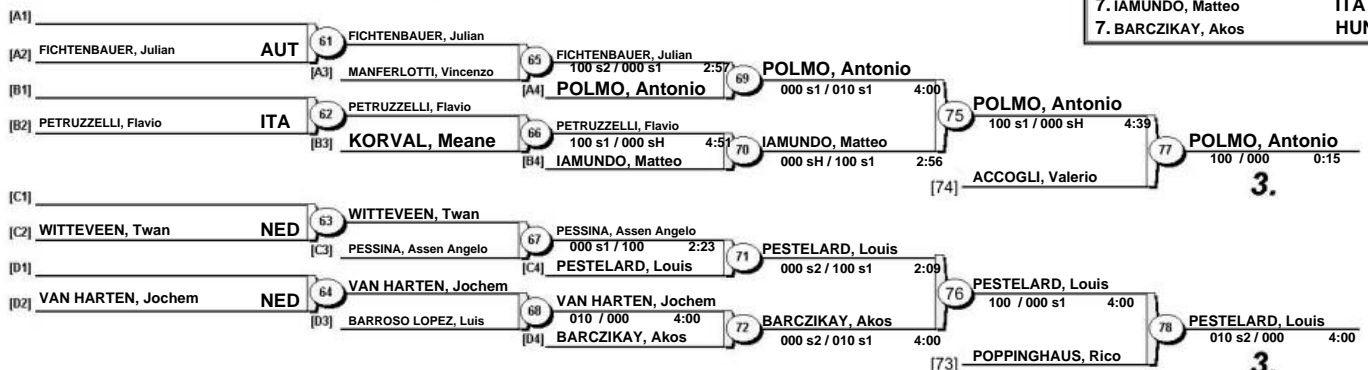 7. IAMUNDO, Matteo ITA
7. BARCZIKAY, Akos HUN
[A1]
[A2] FICHTENBAUER, Julian AUT
61 FICHTENBAUER, Julian
[A3] MANFERLOTTI, Vincenzo
65 FICHTENBAUER, Julian
100 s2 / 000 s1 2:57
[A4] POLMO, Antonio
69 POLMO, Antonio
000 s1 / 010 s1 4:00
[B1]
[B2] PETRUZZELLI, Flavio ITA
62 PETRUZZELLI, Flavio
[B3] KORVAL, Meane
66 PETRUZZELLI, Flavio
100 s1 / 000 sH 4:51
[B4] IAMUNDO, Matteo
70 IAMUNDO, Matteo
000 sH / 100 s1 2:56
75 POLMO, Antonio
100 s1 / 000 sH 4:39
[74] ACCOGLI, Valerio
77 POLMO, Antonio
100 / 000 0:15
3.
[C1]
[C2] WITTEVEEN, Twan NED
63 WITTEVEEN, Twan
[C3] PESSINA, Assen Angelo
67 PESSINA, Assen Angelo
000 s1 / 100 2:23
[C4] PESTELARD, Louis
71 PESTELARD, Louis
000 s2 / 100 s1 2:09
[D1]
[D2] VAN HARTEN, Jochem NED
64 VAN HARTEN, Jochem
[D3] BARROSO LOPEZ, Luis
68 VAN HARTEN, Jochem
010 / 000 4:00
[D4] BARCZIKAY, Akos
72 BARCZIKAY, Akos
000 s2 / 010 s1 4:00
76 PESTELARD, Louis
100 / 000 s1 4:00
[73] POPPINGHAUS, Rico
78 PESTELARD, Louis
010 s2 / 000 4:00
3.